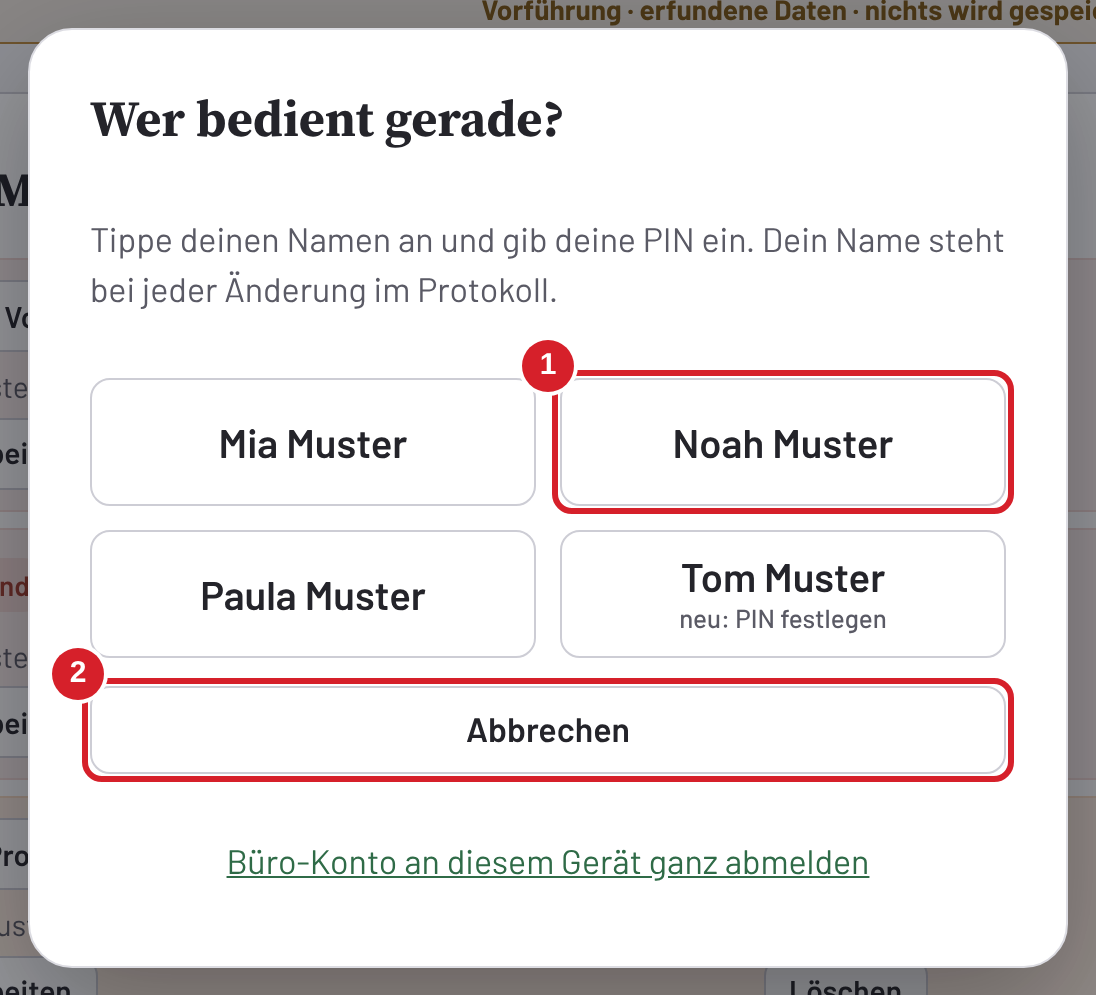 Vorführung · erfundene Daten · nichts wird
Wer bedient gerade?
Tippe deinen Namen an und gib deine PIN ein. Dein Name steht
bei jeder Änderung im Protokoll.
1
Mia Muster
Noah Muster
Paula Muster
Tom Muster
neu: PIN festlegen
2
Abbrechen
Büro-Konto an diesem Gerät ganz abmelden
Löschen